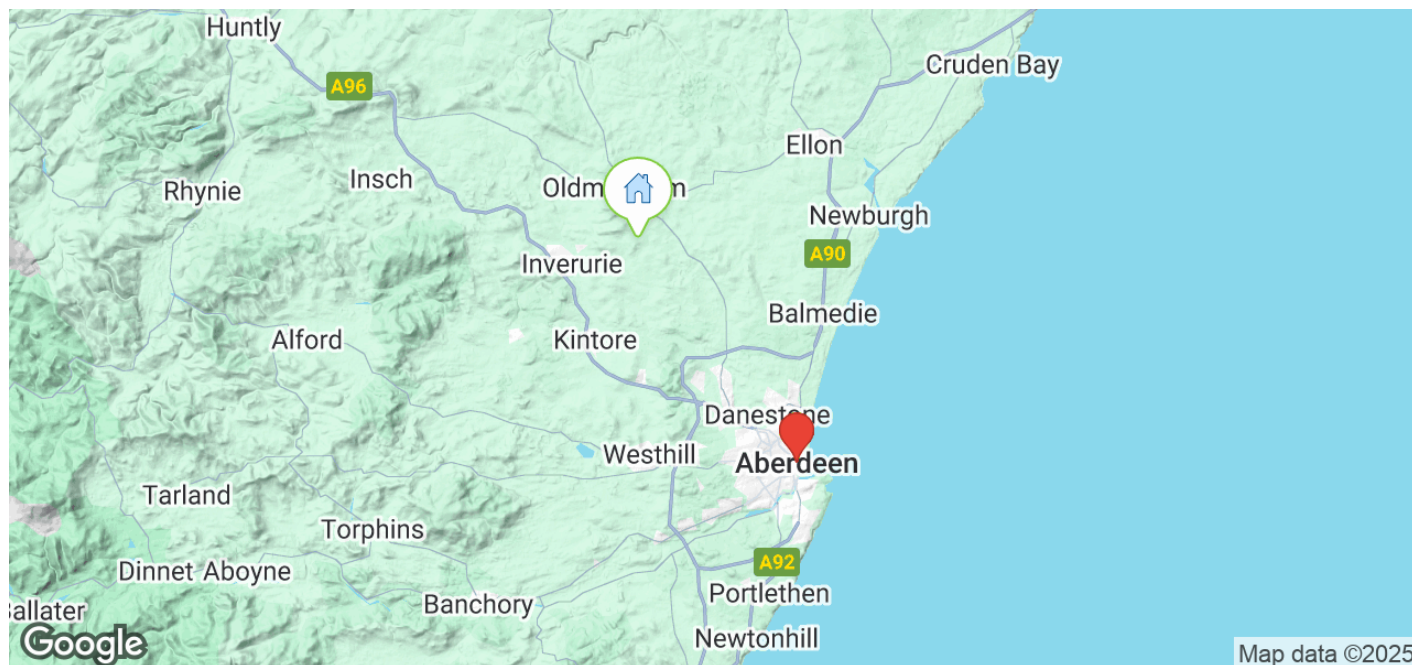 Huntly
Cruden Bay
A96
Ellon
Insch
Rhynie
Newburgh
A90
Inverurie
Balmedie
Alford
Kintore
Danestone
Westhill
Aberdeen
Tarland
Torphins
A92
Dinnet Aboyne
Portlethen
Banchory
Newtonhill
Google
Map data ©2025